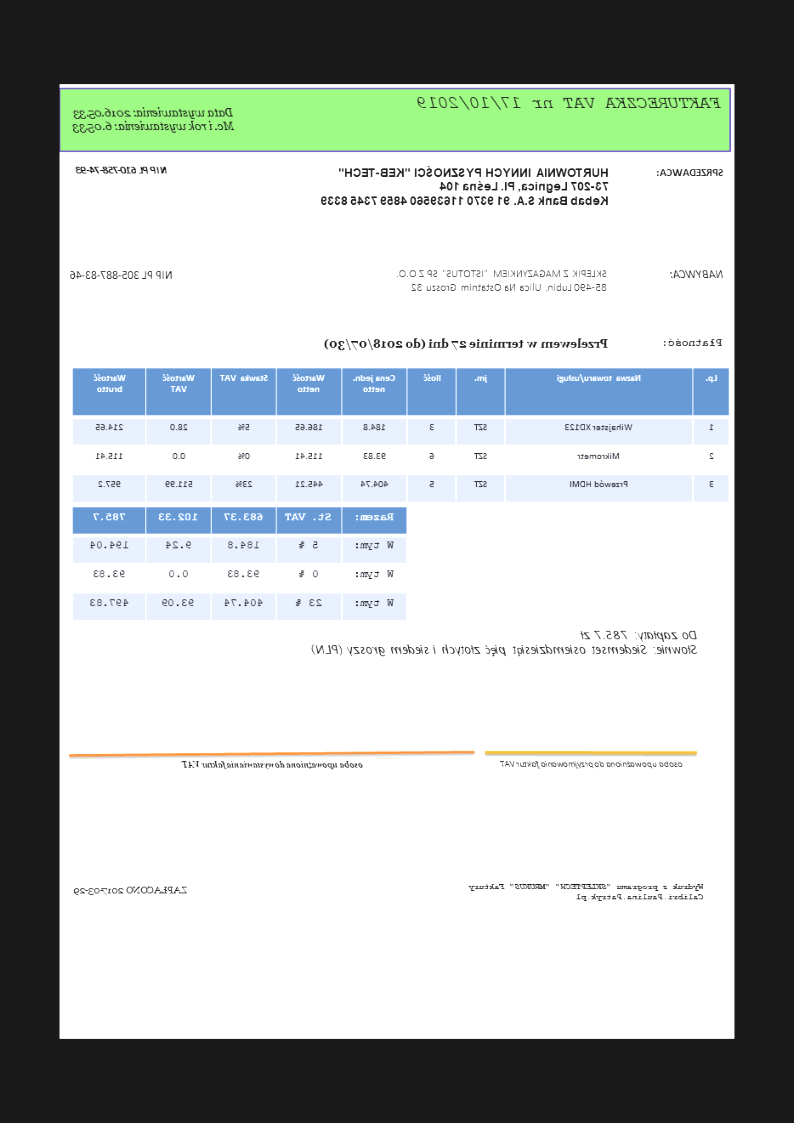 FAKTURECZKA VAT nr 17/10/2019
Data wystawienia: 2016.05.33
Mc. i rok wystawienia: 6.05.33
SPRZEDAWCA:
HURTOWNIA INNYCH PYSZNOŚCI "KEB-TECH"
73-207 Legnica, Pl. Leśna 104
Kebab Bank S.A. 91 9370 11639560 4859 7345 8339
NIP PL 610-758-74-93
NABYWCA:
SKLEPIK Z MAGAZYNKIEM "ISTOTUS" SP Z O.O.
85-490 Lubin, Ulica Na Ostatnim Groszu 32
NIP PL 305-887-83-46
Płatność:
Przelewem w terminie 27 dni (do 2018/07/30)
Lp. Nazwa towaru/usługi jm. Ilość Cena jedn. netto Wartość netto Stawka VAT Wartość VAT Wartość brutto
1 Wihajster XD123 SZT 3 184.8 186.65 5% 28.0 214.65
2 Mikrometr SZT 6 93.83 115.41 0% 0.0 115.41
3 Przewód HDMI SZT 5 404.74 445.21 23% 511.99 957.2
Razem: St. VAT 683.37 102.33 785.7
W tym: 5 % 184.8 9.24 194.04
W tym: 0 % 93.83 0.0 93.83
W tym: 23 % 404.74 93.09 497.83
Do zapłaty: 785.7 zł
Słownie: Siedemset osiemdziesiąt pięć złotych i siedem groszy (PLN)
osoba upoważniona do przyjmowania faktur VAT
osoba upoważniona do wystawienia faktur VAT
Wydruk z programu "SKLEPTECH" "MRUKUS" Faktury
Calibri.Paulina.Patryk.pl
ZAPŁACONO 2017-03-29